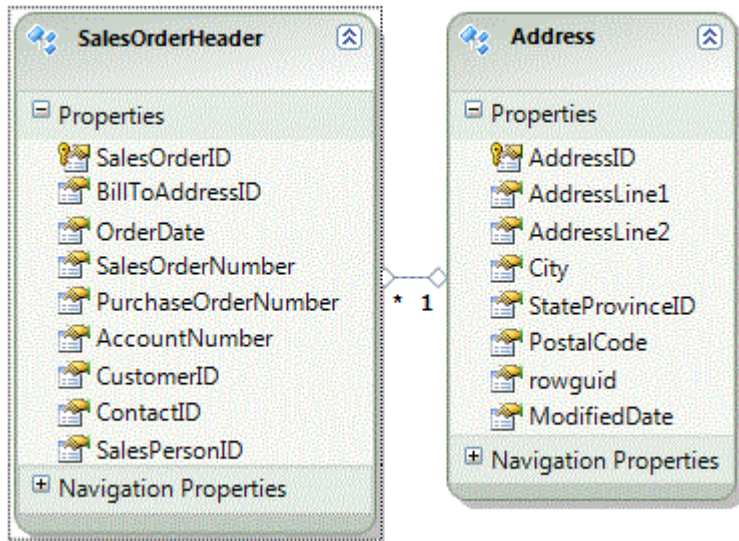 SalesOrderHeader
Properties
SalesOrderID
BillToAddressID
OrderDate
SalesOrderNumber
PurchaseOrderNumber
AccountNumber
CustomerID
ContactID
SalesPersonID
Navigation Properties
* 1
Address
Properties
AddressID
AddressLine1
AddressLine2
City
StateProvinceID
PostalCode
rowguid
ModifiedDate
Navigation Properties